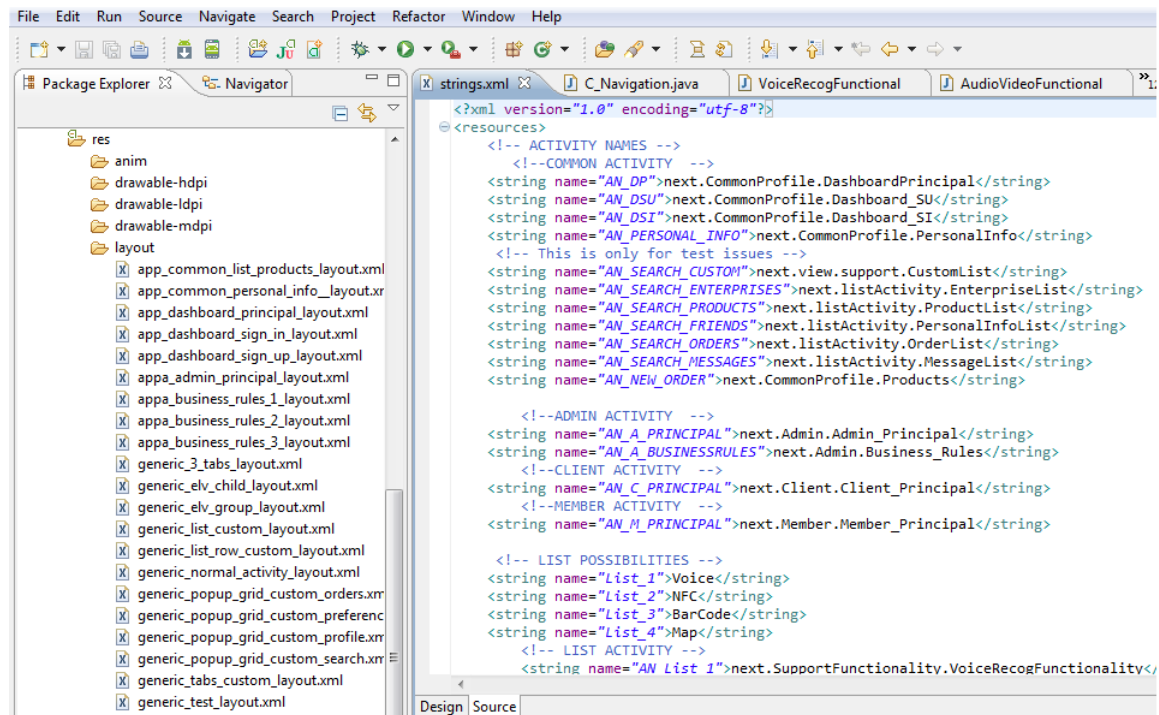 File Edit Run Source Navigate Search Project Refactor Window Help
Package Explorer Navigator
res
anim
drawable-hdpi
drawable-ldpi
drawable-mdpi
layout
app_common_list_products_layout.xml
app_common_personal_info__layout.xr
app_dashboard_principal_layout.xml
app_dashboard_sign_in_layout.xml
app_dashboard_sign_up_layout.xml
appa_admin_principal_layout.xml
appa_business_rules_1_layout.xml
appa_business_rules_2_layout.xml
appa_business_rules_3_layout.xml
generic_3_tabs_layout.xml
generic_elv_child_layout.xml
generic_elv_group_layout.xml
generic_list_custom_layout.xml
generic_list_row_custom_layout.xml
generic_normal_activity_layout.xml
generic_popup_grid_custom_orders.xm
generic_popup_grid_custom_preferenc
generic_popup_grid_custom_profile.xm
generic_popup_grid_custom_search.xm
generic_tabs_custom_layout.xml
generic_test_layout.xml
strings.xml C_Navigation.java VoiceRecogFunctional AudioVideoFunctional
<?xml version="1.0" encoding="utf-8"?>
<resources>
<!-- ACTIVITY NAMES -->
<!--COMMON ACTIVITY -->
<string name="AN_DP">next.CommonProfile.DashboardPrincipal</string>
<string name="AN_DSU">next.CommonProfile.Dashboard_SU</string>
<string name="AN_DSI">next.CommonProfile.Dashboard_SI</string>
<string name="AN_PERSONAL_INFO">next.CommonProfile.PersonalInfo</string>
<!-- This is only for test issues -->
<string name="AN_SEARCH_CUSTOM">next.view.support.CustomList</string>
<string name="AN_SEARCH_ENTERPRISES">next.listActivity.EnterpriseList</string>
<string name="AN_SEARCH_PRODUCTS">next.listActivity.ProductList</string>
<string name="AN_SEARCH_FRIENDS">next.listActivity.PersonalInfoList</string>
<string name="AN_SEARCH_ORDERS">next.listActivity.OrderList</string>
<string name="AN_SEARCH_MESSAGES">next.listActivity.MessageList</string>
<string name="AN_NEW_ORDER">next.CommonProfile.Products</string>
<!--ADMIN ACTIVITY -->
<string name="AN_A_PRINCIPAL">next.Admin.Admin_Principal</string>
<string name="AN_A_BUSINESSRULES">next.Admin.Business_Rules</string>
<!--CLIENT ACTIVITY -->
<string name="AN_C_PRINCIPAL">next.Client.Client_Principal</string>
<!--MEMBER ACTIVITY -->
<string name="AN_M_PRINCIPAL">next.Member.Member_Principal</string>
<!-- LIST POSSIBILITIES -->
<string name="List_1">Voice</string>
<string name="List_2">NFC</string>
<string name="List_3">BarCode</string>
<string name="List_4">Map</string>
<!-- LIST ACTIVITY -->
<string name="AN_List_1">next.SupportFunctionality.VoiceRecogFunctionality</
Design Source